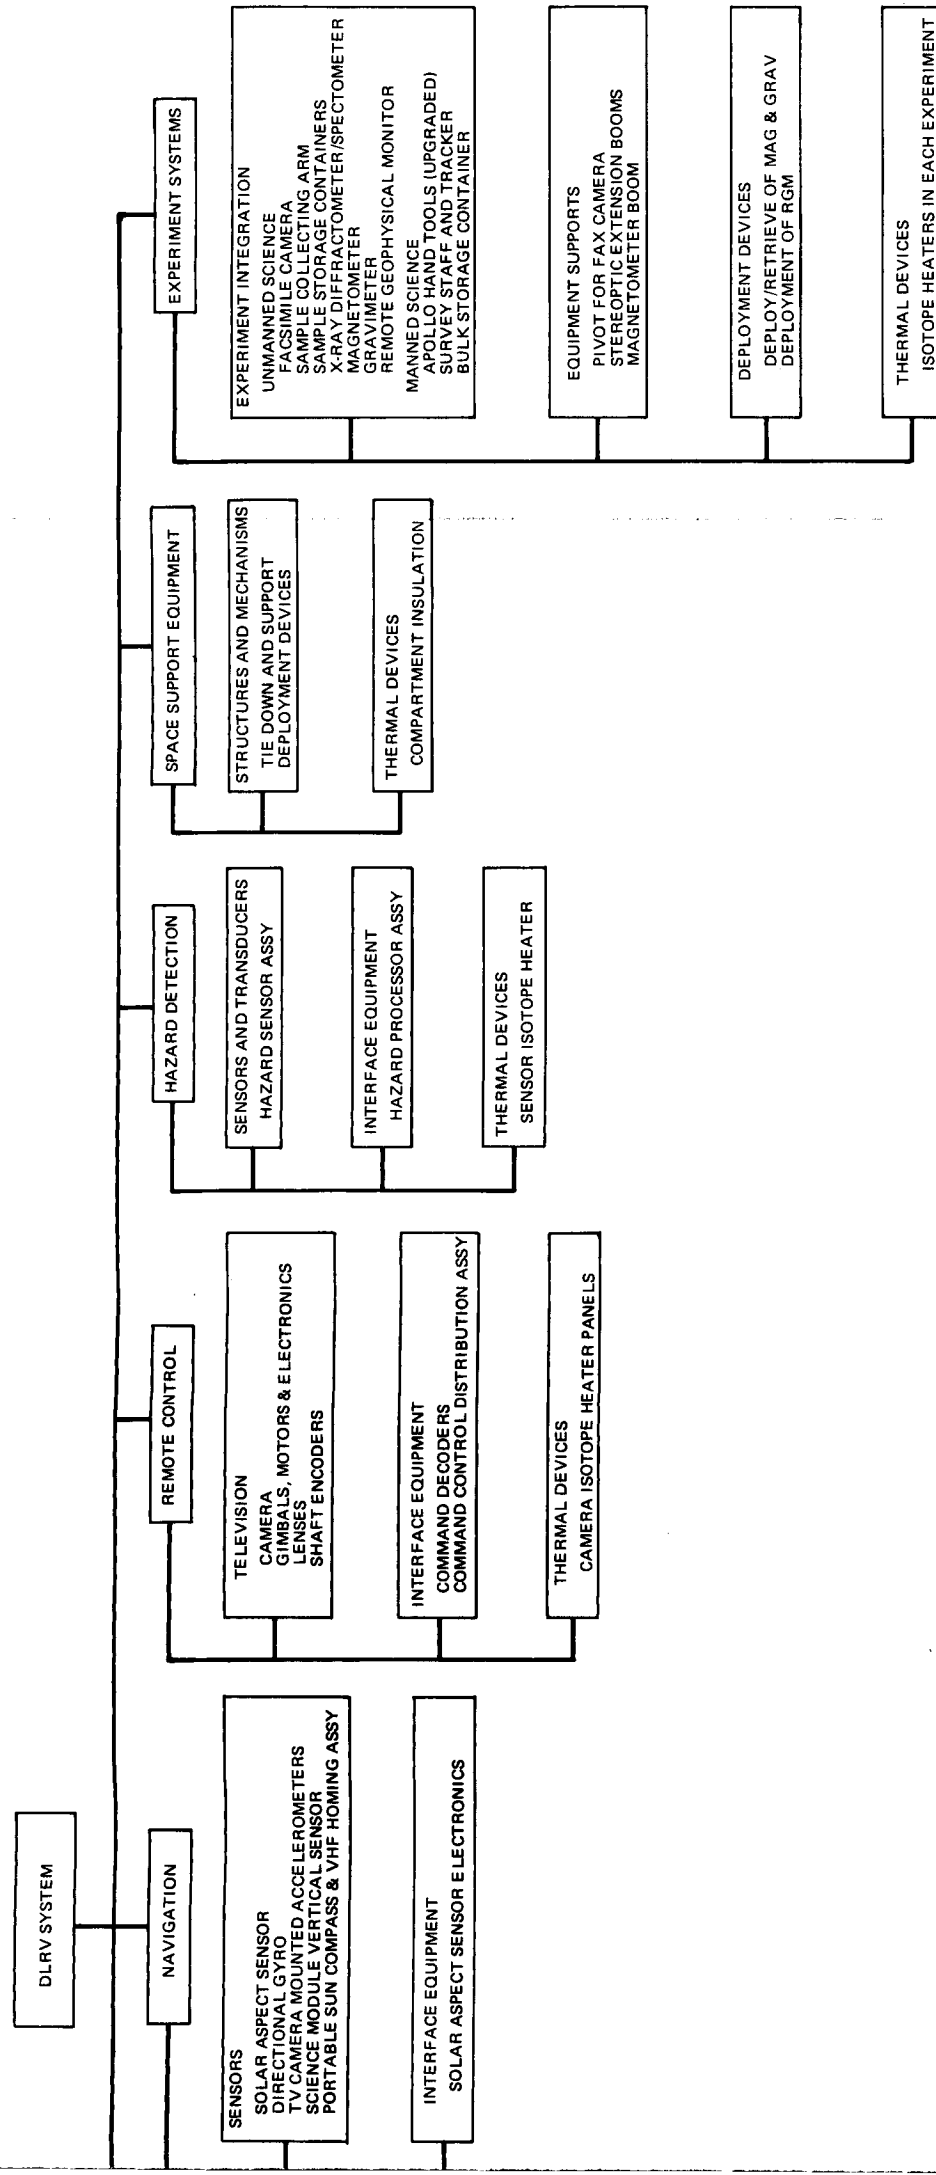 DLRV SYSTEM
NAVIGATION
SENSORS
SOLAR ASPECT SENSOR
DIRECTIONAL GYRO
TV CAMERA MOUNTED ACCELEROMETERS
SCIENCE MODULE VERTICAL SENSOR
PORTABLE SUN COMPASS & VHF HOMING ASSY
INTERFACE EQUIPMENT
SOLAR ASPECT SENSOR ELECTRONICS
REMOTE CONTROL
TELEVISION
CAMERA
GIMBALS, MOTORS & ELECTRONICS
LENSES
SHAFT ENCODERS
INTERFACE EQUIPMENT
COMMAND DECODERS
COMMAND CONTROL DISTRIBUTION ASSY
THERMAL DEVICES
CAMERA ISOTOPE HEATER PANELS
HAZARD DETECTION
SENSORS AND TRANSDUCERS
HAZARD SENSOR ASSY
INTERFACE EQUIPMENT
HAZARD PROCESSOR ASSY
THERMAL DEVICES
SENSOR ISOTOPE HEATER
SPACE SUPPORT EQUIPMENT
STRUCTURES AND MECHANISMS
TIE DOWN AND SUPPORT
DEPLOYMENT DEVICES
THERMAL DEVICES
COMPARTMENT INSULATION
EXPERIMENT SYSTEMS
EXPERIMENT INTEGRATION
UNMANNED SCIENCE
FACSIMILE CAMERA
SAMPLE COLLECTING ARM
SAMPLE STORAGE CONTAINERS
X-RAY DIFFRACTOMETER/SPECTOMETER
MAGNETOMETER
GRAVIMETER
REMOTE GEOPHYSICAL MONITOR
MANNED SCIENCE
APOLLO HAND TOOLS (UPGRADED)
SURVEY STAFF AND TRACKER
BULK STORAGE CONTAINER
EQUIPMENT SUPPORTS
PIVOT FOR FAX CAMERA
STEREOPTIC EXTENSION BOOMS
MAGNETOMETER BOOM
DEPLOYMENT DEVICES
DEPLOY/RETRIEVE OF MAG & GRAV
DEPLOYMENT OF RGM
THERMAL DEVICES
ISOTOPE HEATERS IN EACH EXPERIMENT